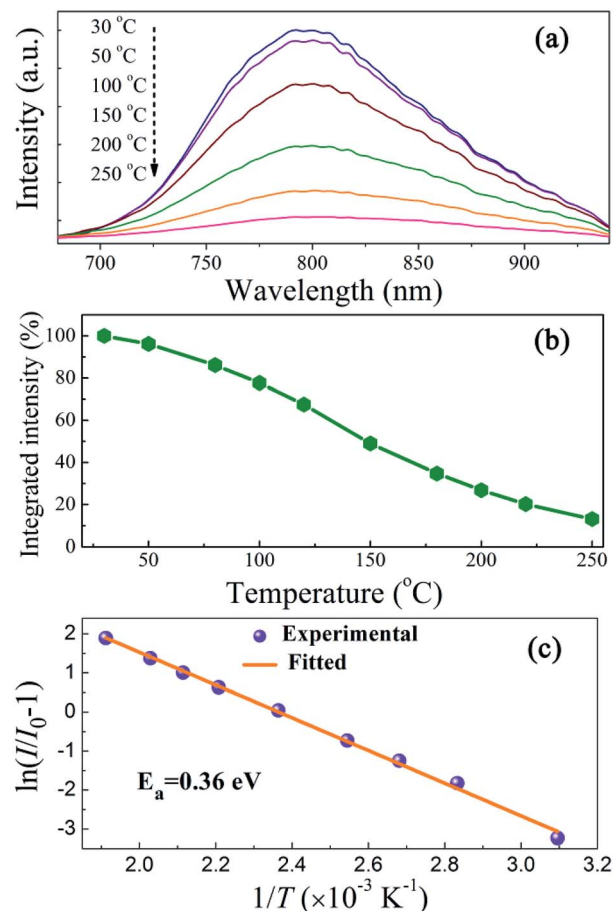 30 °C
50 °C
100 °C
150 °C
200 °C
250 °C
(a)
Intensity (a.u.)
700 750 800 850 900
Wavelength (nm)
(b)
Integrated intensity (%)
100
80
60
40
20
0
50 100 150 200 250
Temperature (°C)
Experimental
Fitted
(c)
ln(I/I₀-1)
2
1
0
-1
-2
-3
Eₐ=0.36 eV
2.0 2.2 2.4 2.6 2.8 3.0 3.2
1/T (×10⁻³ K⁻¹)